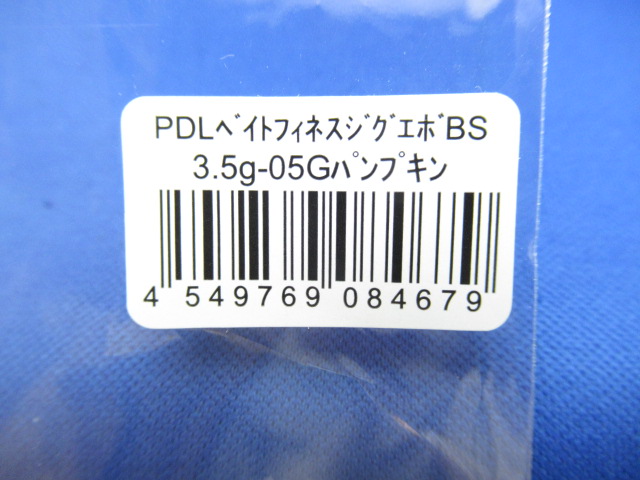 PDLﾍﾞｲﾄﾌｨﾈｽｼﾞｸﾞｴﾎﾞBS
3.5g-05Gﾊﾟﾝﾌﾟｷﾝ
4 549769 084679